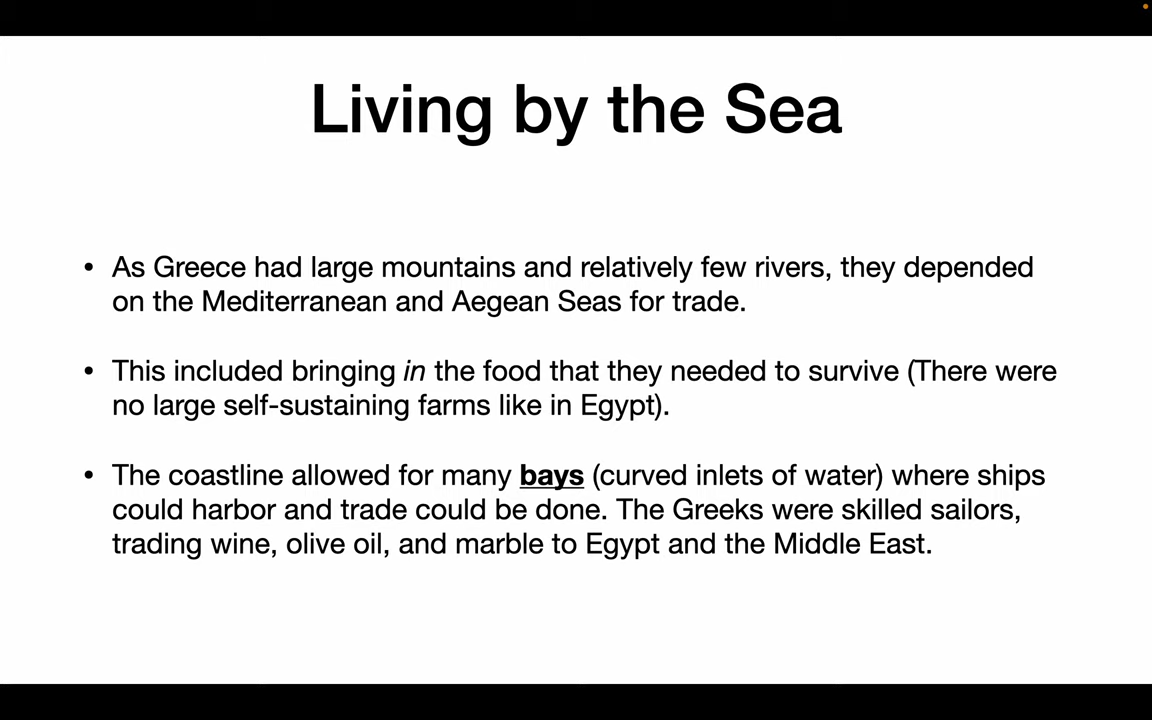 Living by the Sea
• As Greece had large mountains and relatively few rivers, they depended
on the Mediterranean and Aegean Seas for trade.
• This included bringing in the food that they needed to survive (There were
no large self-sustaining farms like in Egypt).
• The coastline allowed for many bays (curved inlets of water) where ships
could harbor and trade could be done. The Greeks were skilled sailors,
trading wine, olive oil, and marble to Egypt and the Middle East.